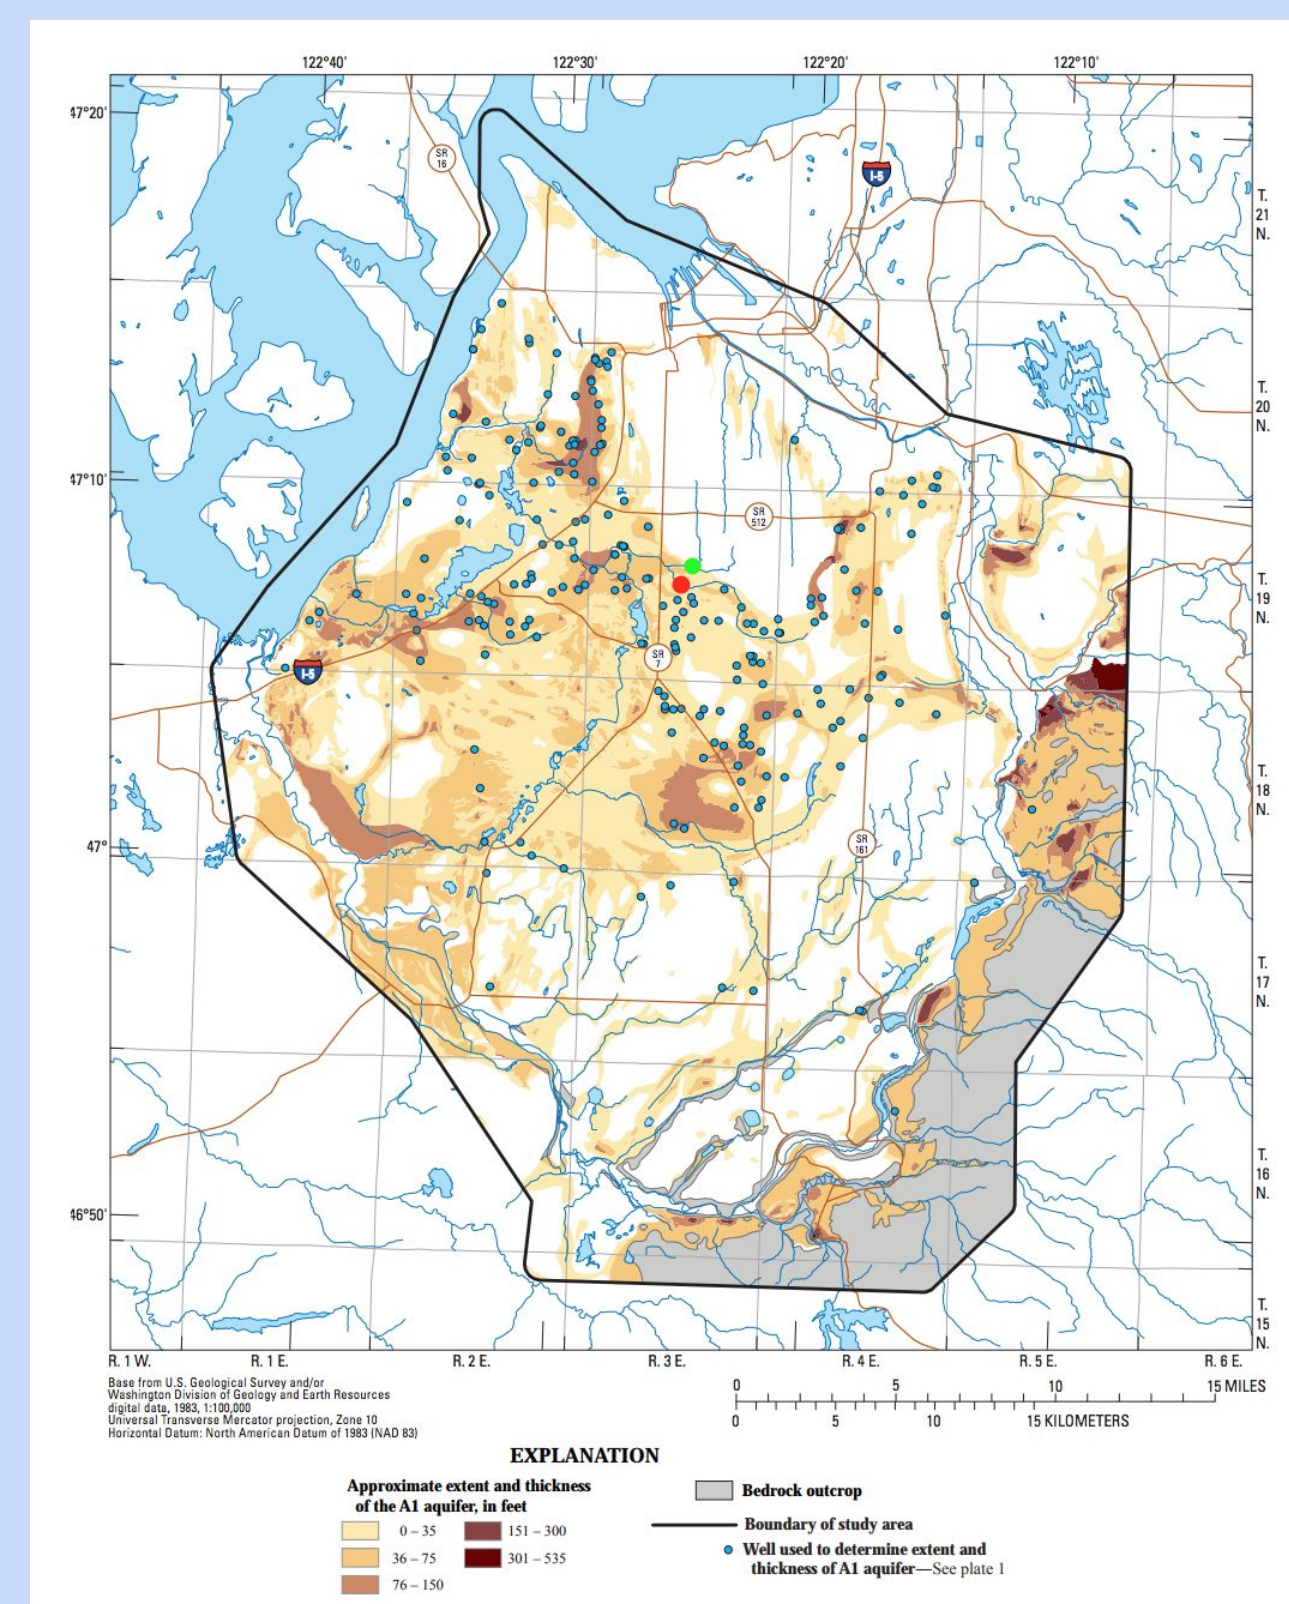 122°40'
122°30'
122°20'
122°10'
47°20'
SR
16
I-5
T.
21
N.
T.
20
N.
47°10'
SR
512
T.
19
N.
SR
7
I-5
T.
18
N.
47°
SR
161
T.
17
N.
T.
16
N.
46°50'
T.
15
N.
R. 1 W.
R. 1 E.
R. 2 E.
R. 3 E.
R. 4 E.
R. 5 E.
R. 6 E.
Base from U.S. Geological Survey and/or
Washington Division of Geology and Earth Resources
digital data, 1983, 1:100,000
Universal Transverse Mercator projection, Zone 10
Horizontal Datum: North American Datum of 1983 (NAD 83)
0 5 10 15 MILES
0 5 10 15 KILOMETERS
EXPLANATION
Approximate extent and thickness
of the A1 aquifer, in feet
0 – 35
36 – 75
76 – 150
151 – 300
301 – 535
Bedrock outcrop
Boundary of study area
Well used to determine extent and
thickness of A1 aquifer—See plate 1